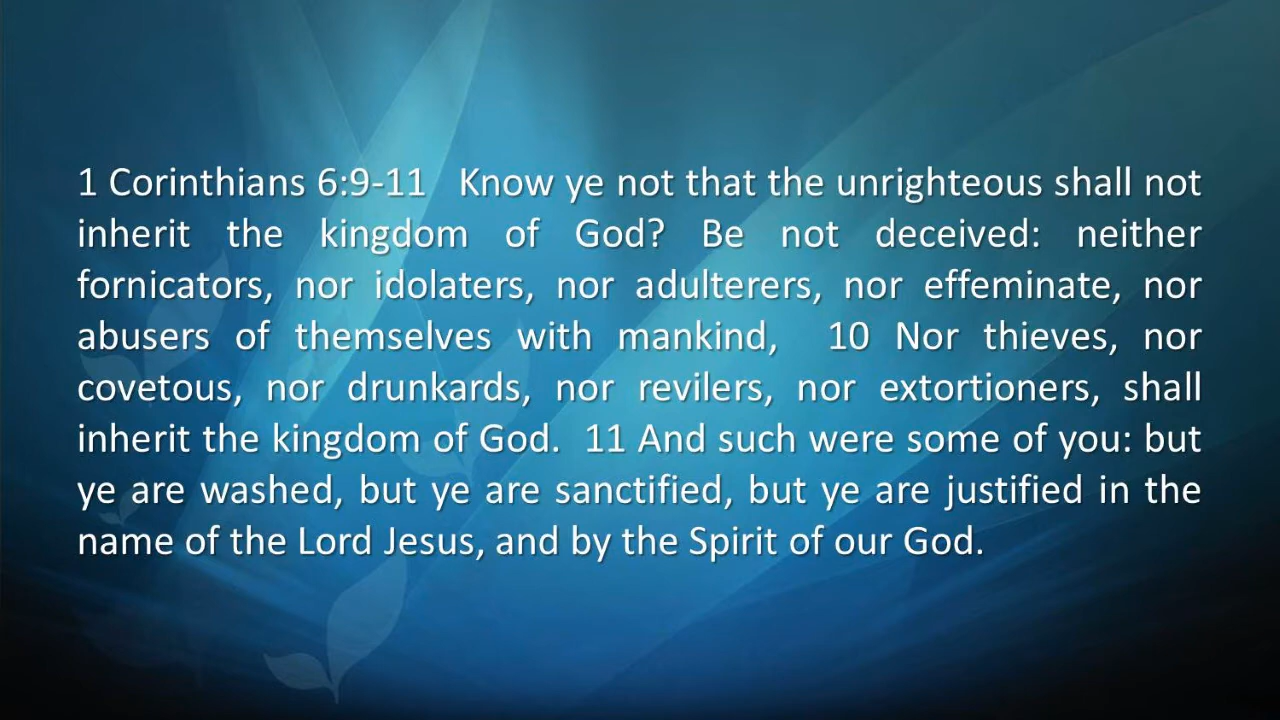 1 Corinthians 6:9-11 Know ye not that the unrighteous shall not
inherit the kingdom of God? Be not deceived: neither
fornicators, nor idolaters, nor adulterers, nor effeminate, nor
abusers of themselves with mankind, 10 Nor thieves, nor
covetous, nor drunkards, nor revilers, nor extortioners, shall
inherit the kingdom of God. 11 And such were some of you: but
ye are washed, but ye are sanctified, but ye are justified in the
name of the Lord Jesus, and by the Spirit of our God.